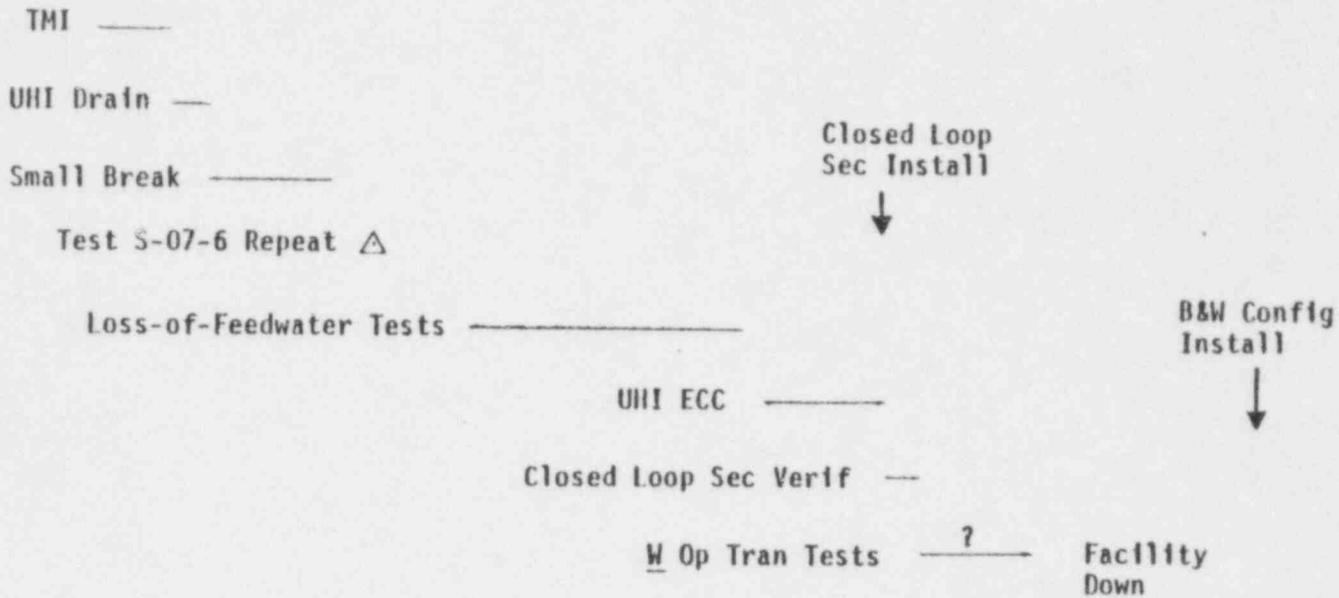 TMI
UHI Drain
Small Break
Closed Loop
Sec Install
Test S-07-6 Repeat
Loss-of-Feedwater Tests
B&W Config
Install
UHI ECC
Closed Loop Sec Verif
W Op Tran Tests ? Facility
Down